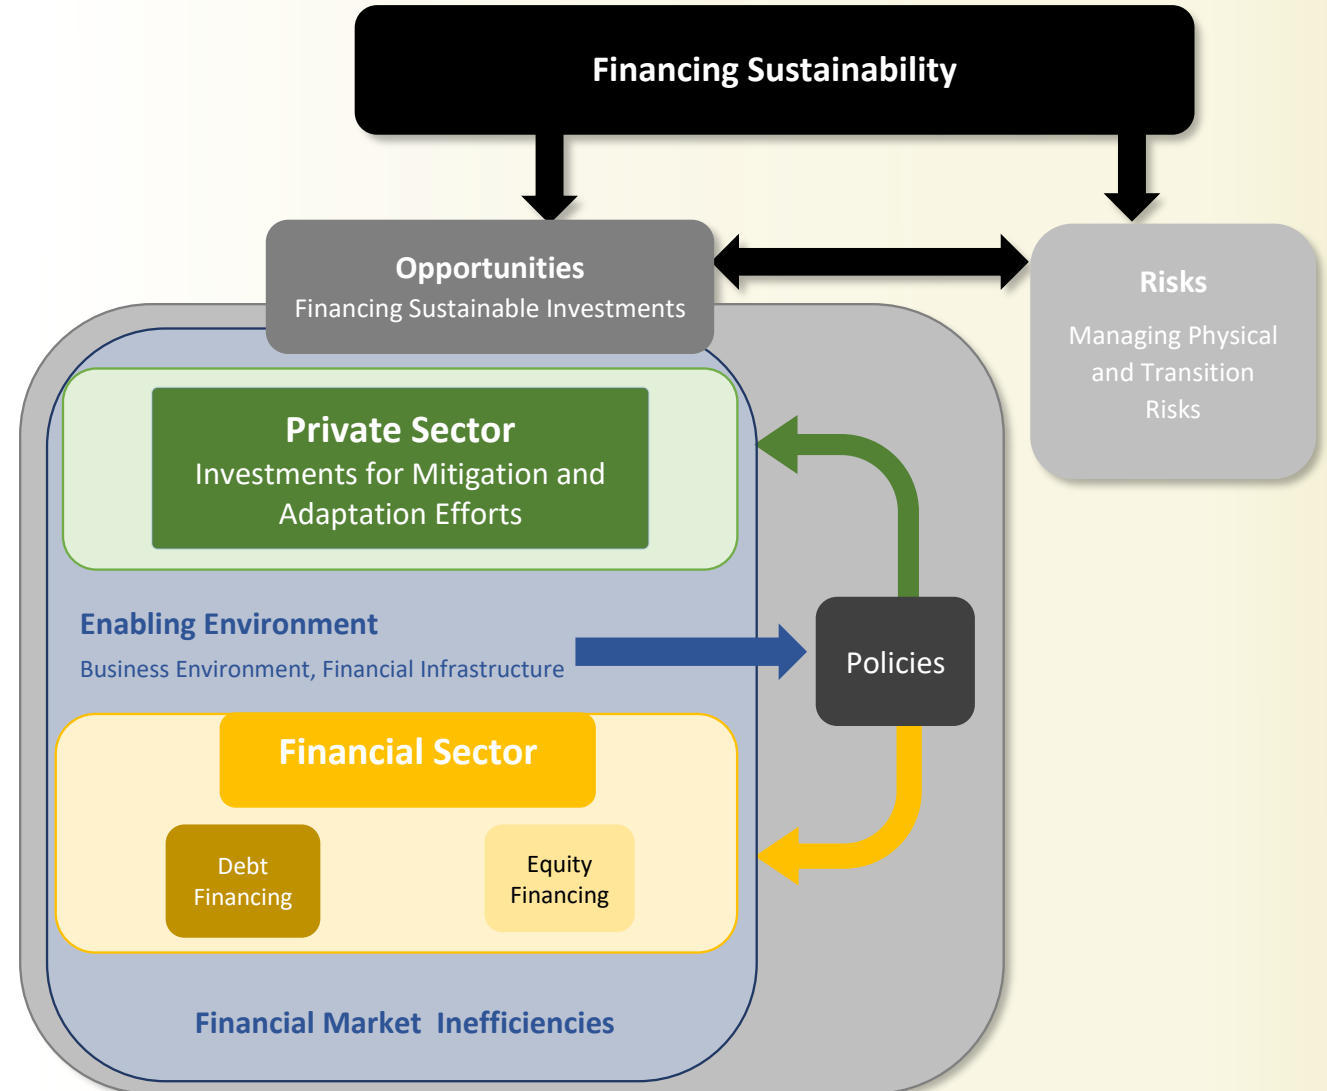 Financing Sustainability
Opportunities
Financing Sustainable Investments
Risks
Managing Physical
and Transition
Risks
Private Sector
Investments for Mitigation and
Adaptation Efforts
Enabling Environment
Business Environment, Financial Infrastructure
Policies
Financial Sector
Debt
Financing
Equity
Financing
Financial Market  Inefficiencies